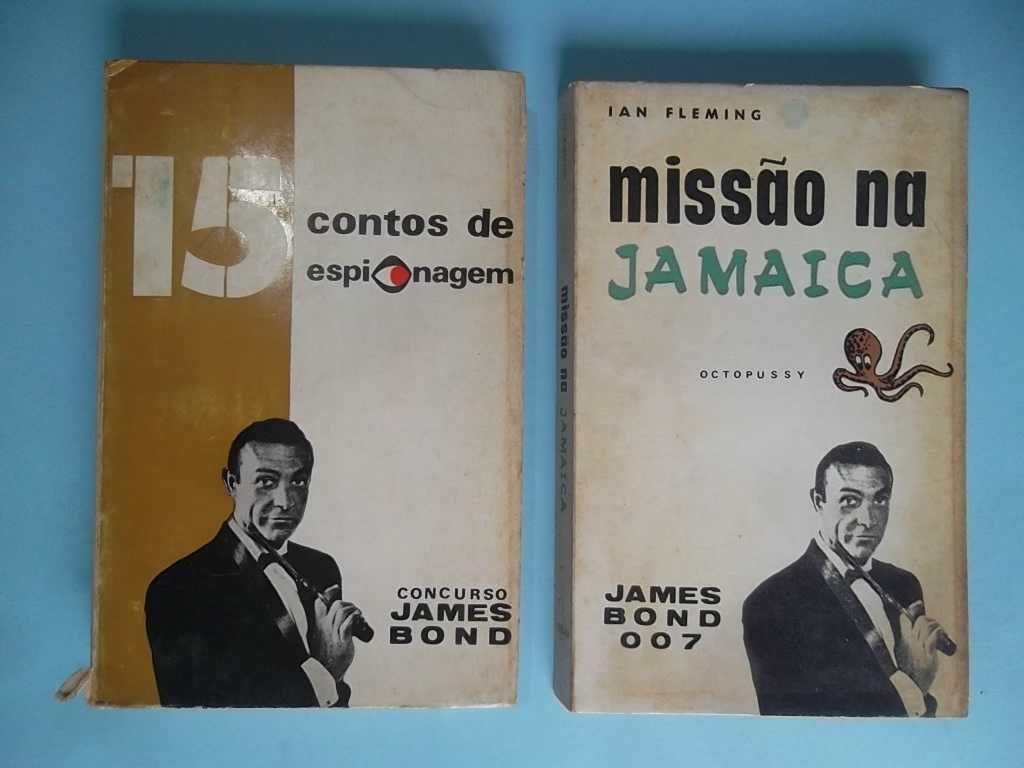 15
contos de
espionagem
CONCURSO
JAMES
BOND
missão na JAMAICA
IAN FLEMING
missão na
JAMAICA
OCTOPUSSY
JAMES
BOND
007